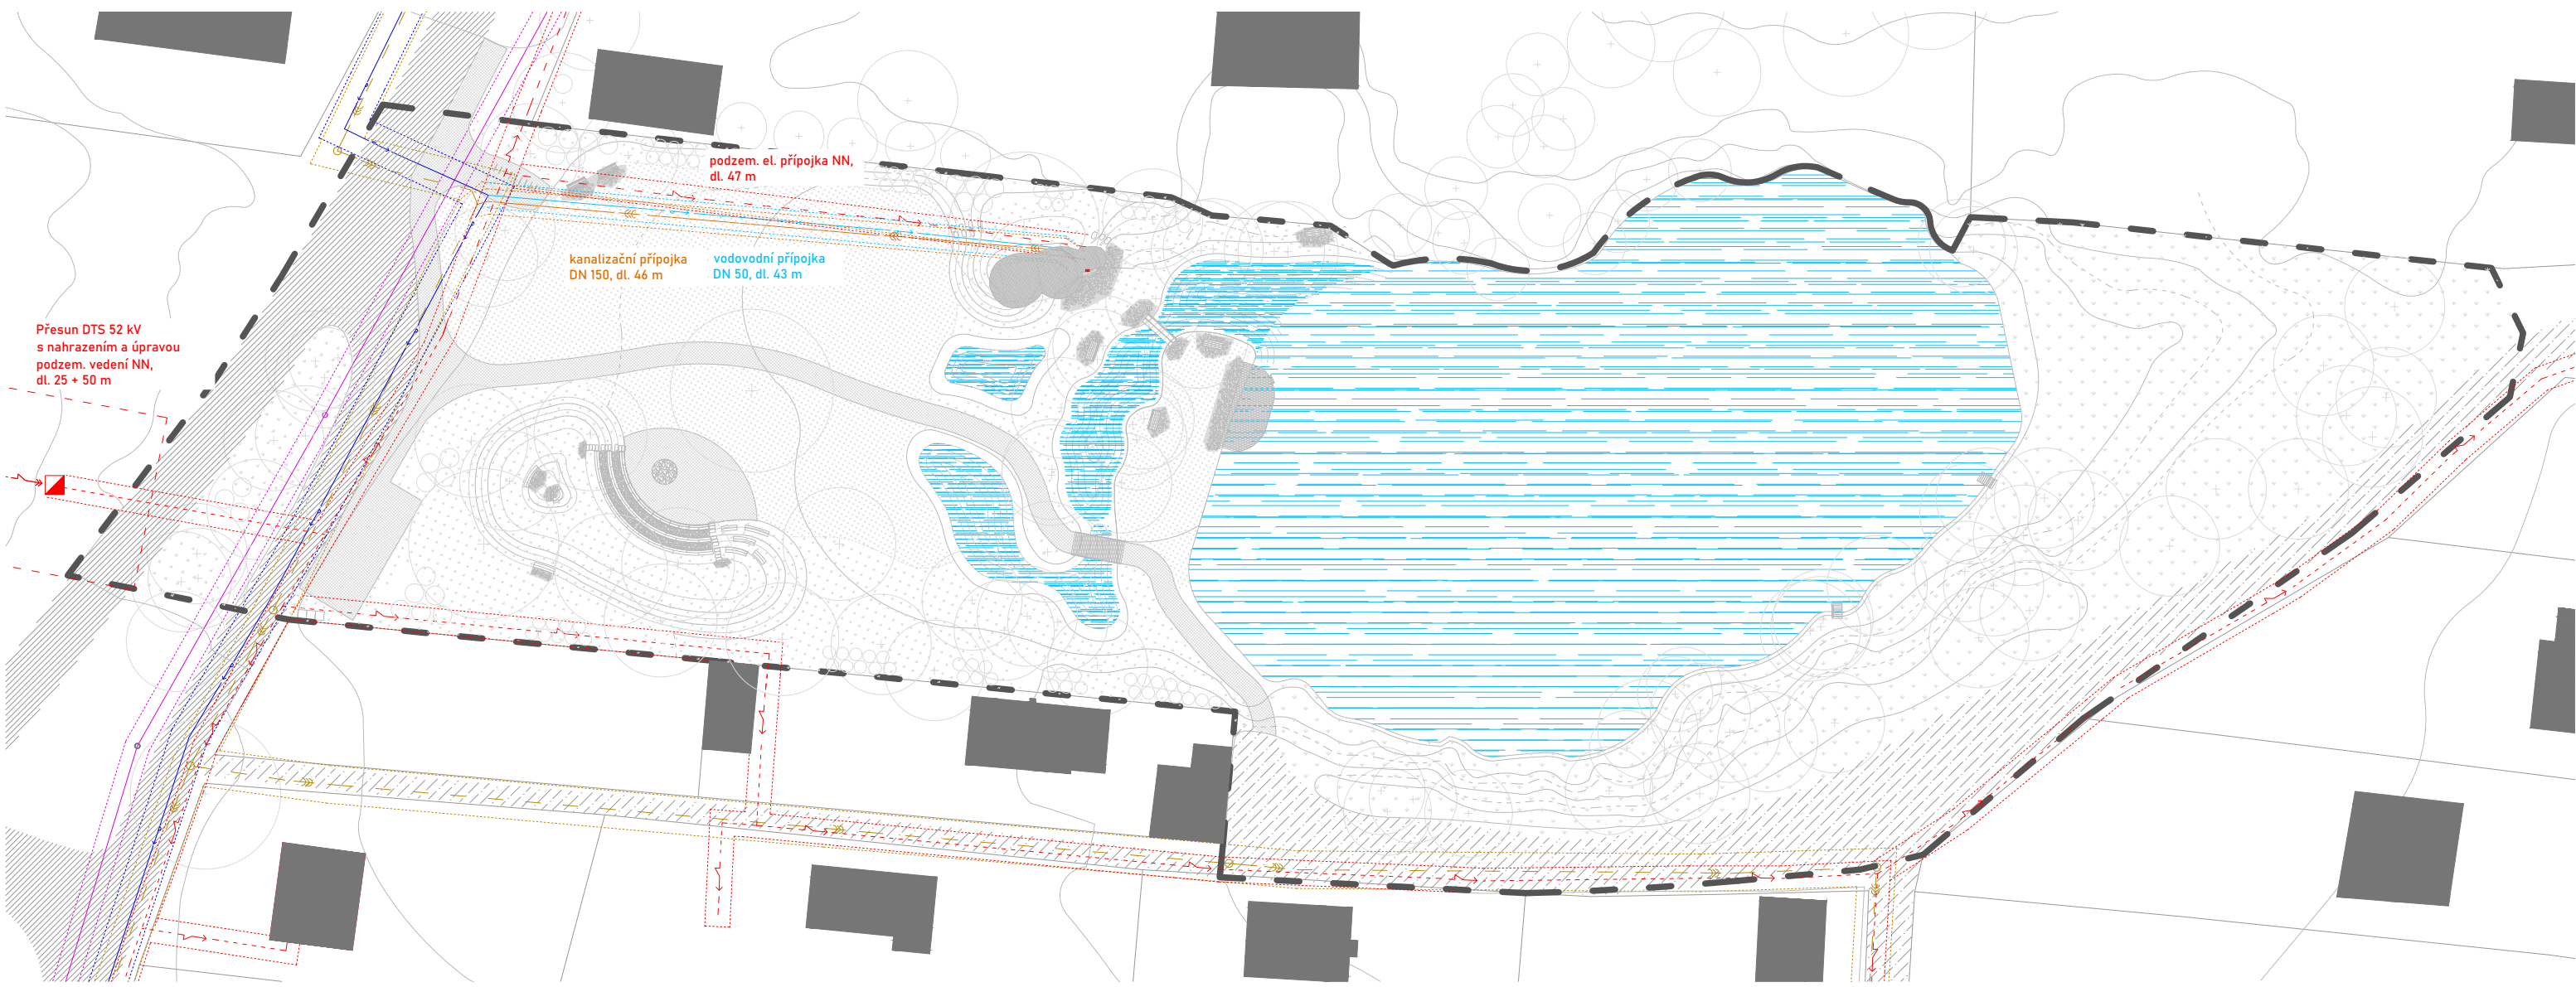 podzem. el. přípojka NN,
dl. 47 m
kanalizační přípojka
DN 150, dl. 46 m
vodovodní přípojka
DN 50, dl. 43 m
Přesun DTS 52 kV
s nahrazením a úpravou
podzem. vedení NN,
dl. 25 + 50 m